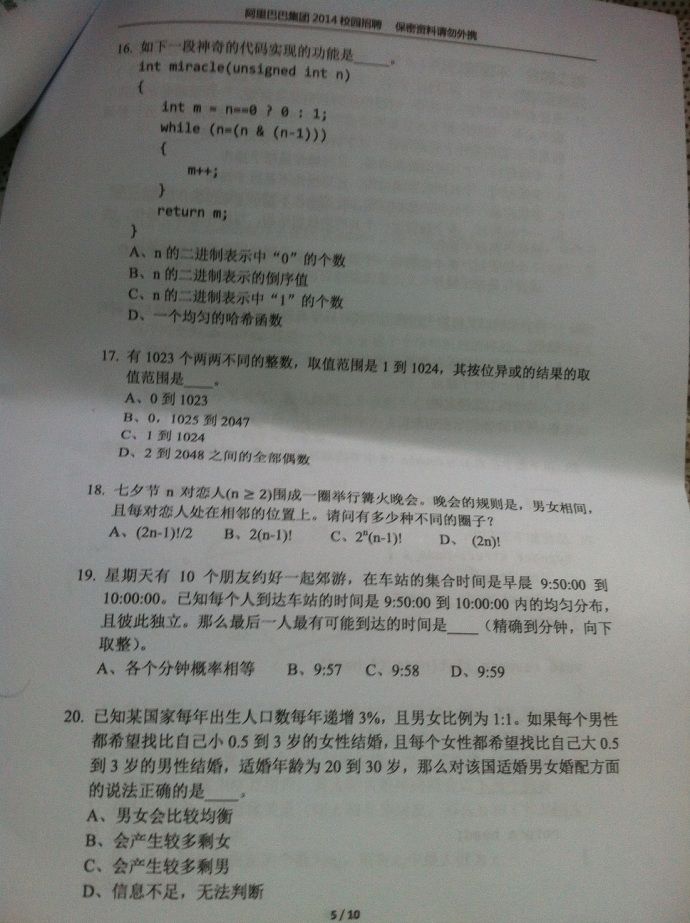 阿里巴巴集团 2014 校园招聘 保密资料请勿外携
16. 如下一段神奇的代码实现的功能是____。
int miracle(unsigned int n)
{
int m = n==0 ? 0 : 1;
while (n=(n & (n-1)))
{
m++;
}
return m;
}
A、n 的二进制表示中“0”的个数
B、n 的二进制表示的倒序值
C、n 的二进制表示中“1”的个数
D、一个均匀的哈希函数
17. 有 1023 个两两不同的整数，取值范围是 1 到 1024，其按位异或的结果的取
值范围是____。
A、0 到 1023
B、0，1025 到 2047
C、1 到 1024
D、2 到 2048 之间的全部偶数
18. 七夕节 n 对恋人(n ≥ 2)围成一圈举行篝火晚会。晚会的规则是，男女相间，
且每对恋人处在相邻的位置上。请问有多少种不同的圈子？
A、(2n-1)!/2 B、2(n-1)! C、2ⁿ(n-1)! D、 (2n)!
19. 星期天有 10 个朋友约好一起郊游，在车站的集合时间是早晨 9:50:00 到
10:00:00。已知每个人到达车站的时间是 9:50:00 到 10:00:00 内的均匀分布，
且彼此独立。那么最后一人最有可能到达的时间是____（精确到分钟，向下
取整）。
A、各个分钟概率相等 B、9:57 C、9:58 D、9:59
20. 已知某国家每年出生人口数每年递增 3%，且男女比例为 1:1。如果每个男性
都希望找比自己小 0.5 到 3 岁的女性结婚，且每个女性都希望找比自己大 0.5
到 3 岁的男性结婚，适婚年龄为 20 到 30 岁，那么对该国适婚男女婚配方面
的说法正确的是____。
A、男女会比较均衡
B、会产生较多剩女
C、会产生较多剩男
D、信息不足，无法判断
5 / 10